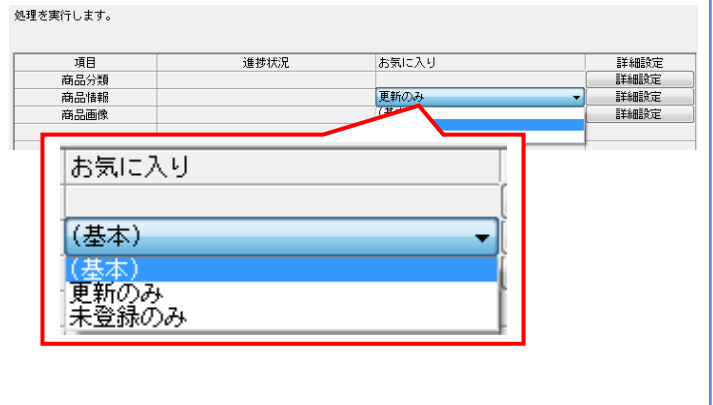 処理を実行します。
項目 進捗状況 お気に入り 詳細設定
商品分類 詳細設定
商品情報 更新のみ 詳細設定
商品画像 詳細設定
お気に入り
(基本)
(基本)
更新のみ
未登録のみ